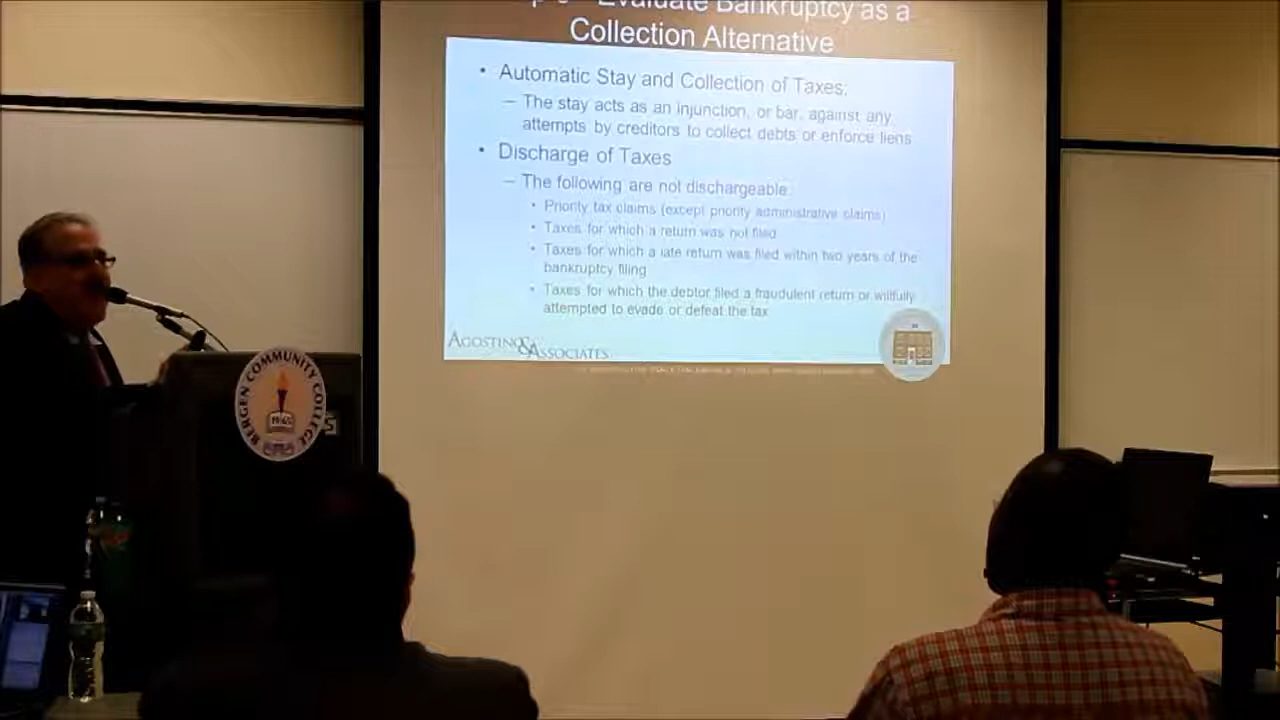 Evaluate Bankruptcy as a
Collection Alternative
• Automatic Stay and Collection of Taxes:
– The stay acts as an injunction, or bar, against any
attempts by creditors to collect debts or enforce liens
• Discharge of Taxes
– The following are not dischargeable:
• Priority tax claims (except priority administrative claims)
• Taxes for which a return was not filed
• Taxes for which a late return was filed within two years of the
bankruptcy filing
• Taxes for which the debtor filed a fraudulent return or willfully
attempted to evade or defeat the tax
AGOSTINO & ASSOCIATES
BERGEN COMMUNITY COLLEGE
1965